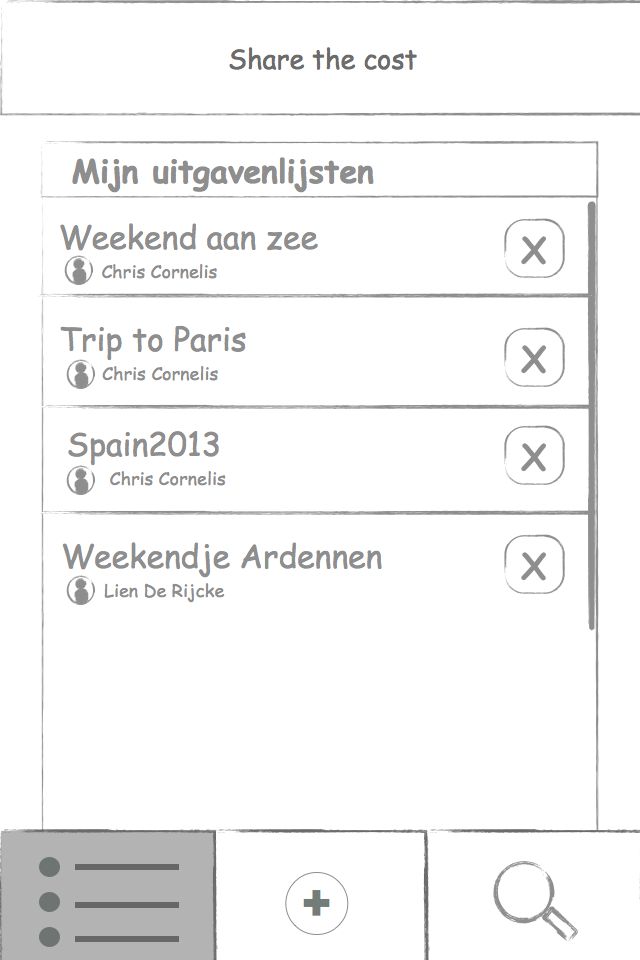 Share the cost
Mijn uitgavenlijsten
Weekend aan zee
Chris Cornelis
X
Trip to Paris
Chris Cornelis
X
Spain2013
Chris Cornelis
X
Weekendje Ardennen
Lien De Rijcke
X